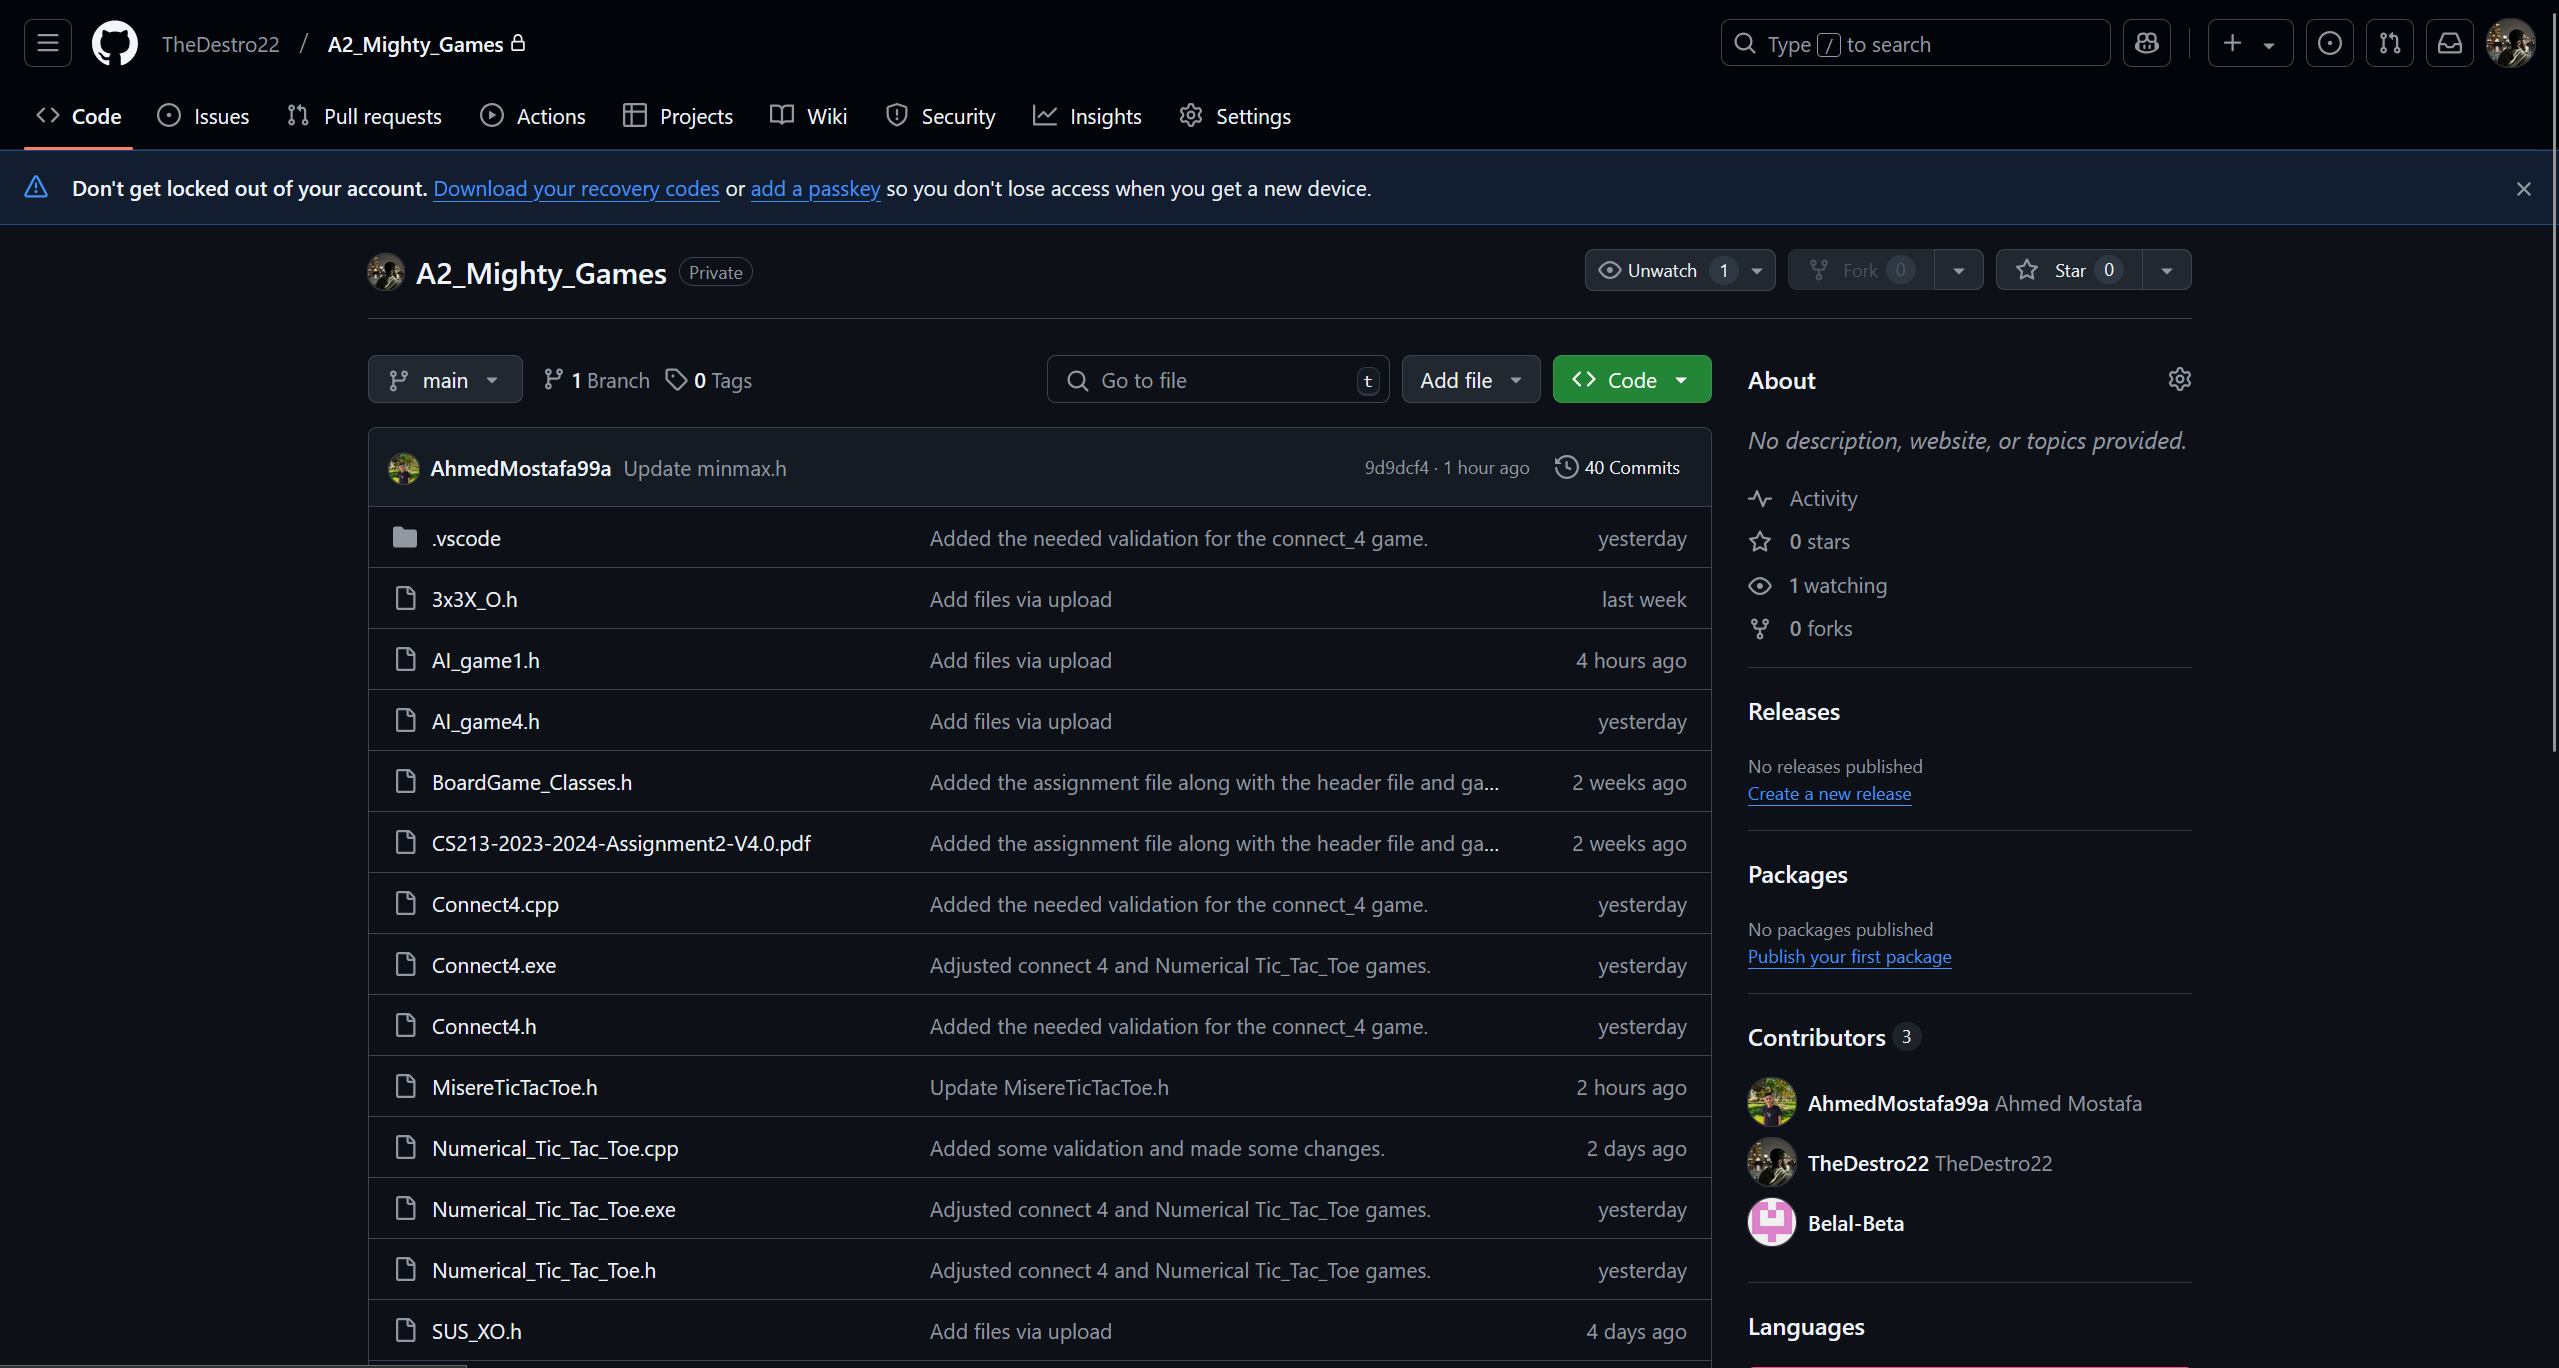 TheDestro22 / A2_Mighty_Games
Type / to search
Code Issues Pull requests Actions Projects Wiki Security Insights Settings
Don't get locked out of your account. Download your recovery codes or add a passkey so you don't lose access when you get a new device.
A2_Mighty_Games Private
Unwatch 1 Fork 0 Star 0
main 1 Branch 0 Tags
Go to file t Add file Code
AhmedMostafa99a Update minmax.h 9d9dcf4 · 1 hour ago 40 Commits
.vscode Added the needed validation for the connect_4 game. yesterday
3x3X_O.h Add files via upload last week
AI_game1.h Add files via upload 4 hours ago
AI_game4.h Add files via upload yesterday
BoardGame_Classes.h Added the assignment file along with the header file and ga... 2 weeks ago
CS213-2023-2024-Assignment2-V4.0.pdf Added the assignment file along with the header file and ga... 2 weeks ago
Connect4.cpp Added the needed validation for the connect_4 game. yesterday
Connect4.exe Adjusted connect 4 and Numerical Tic_Tac_Toe games. yesterday
Connect4.h Added the needed validation for the connect_4 game. yesterday
MisereTicTacToe.h Update MisereTicTacToe.h 2 hours ago
Numerical_Tic_Tac_Toe.cpp Added some validation and made some changes. 2 days ago
Numerical_Tic_Tac_Toe.exe Adjusted connect 4 and Numerical Tic_Tac_Toe games. yesterday
Numerical_Tic_Tac_Toe.h Adjusted connect 4 and Numerical Tic_Tac_Toe games. yesterday
SUS_XO.h Add files via upload 4 days ago
About
No description, website, or topics provided.
Activity
0 stars
1 watching
0 forks
Releases
No releases published
Create a new release
Packages
No packages published
Publish your first package
Contributors 3
AhmedMostafa99a Ahmed Mostafa
TheDestro22 TheDestro22
Belal-Beta
Languages